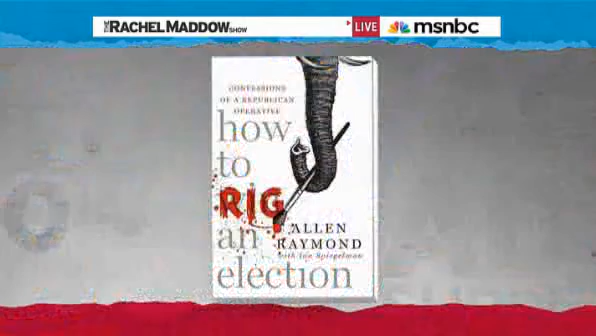 THE RACHEL MADDOW SHOW
LIVE
msnbc
CONFESSIONS
OF A REPUBLICAN
OPERATIVE
how
to
RIG
an
election
ALLEN
RAYMOND
with Ian Spiegelman